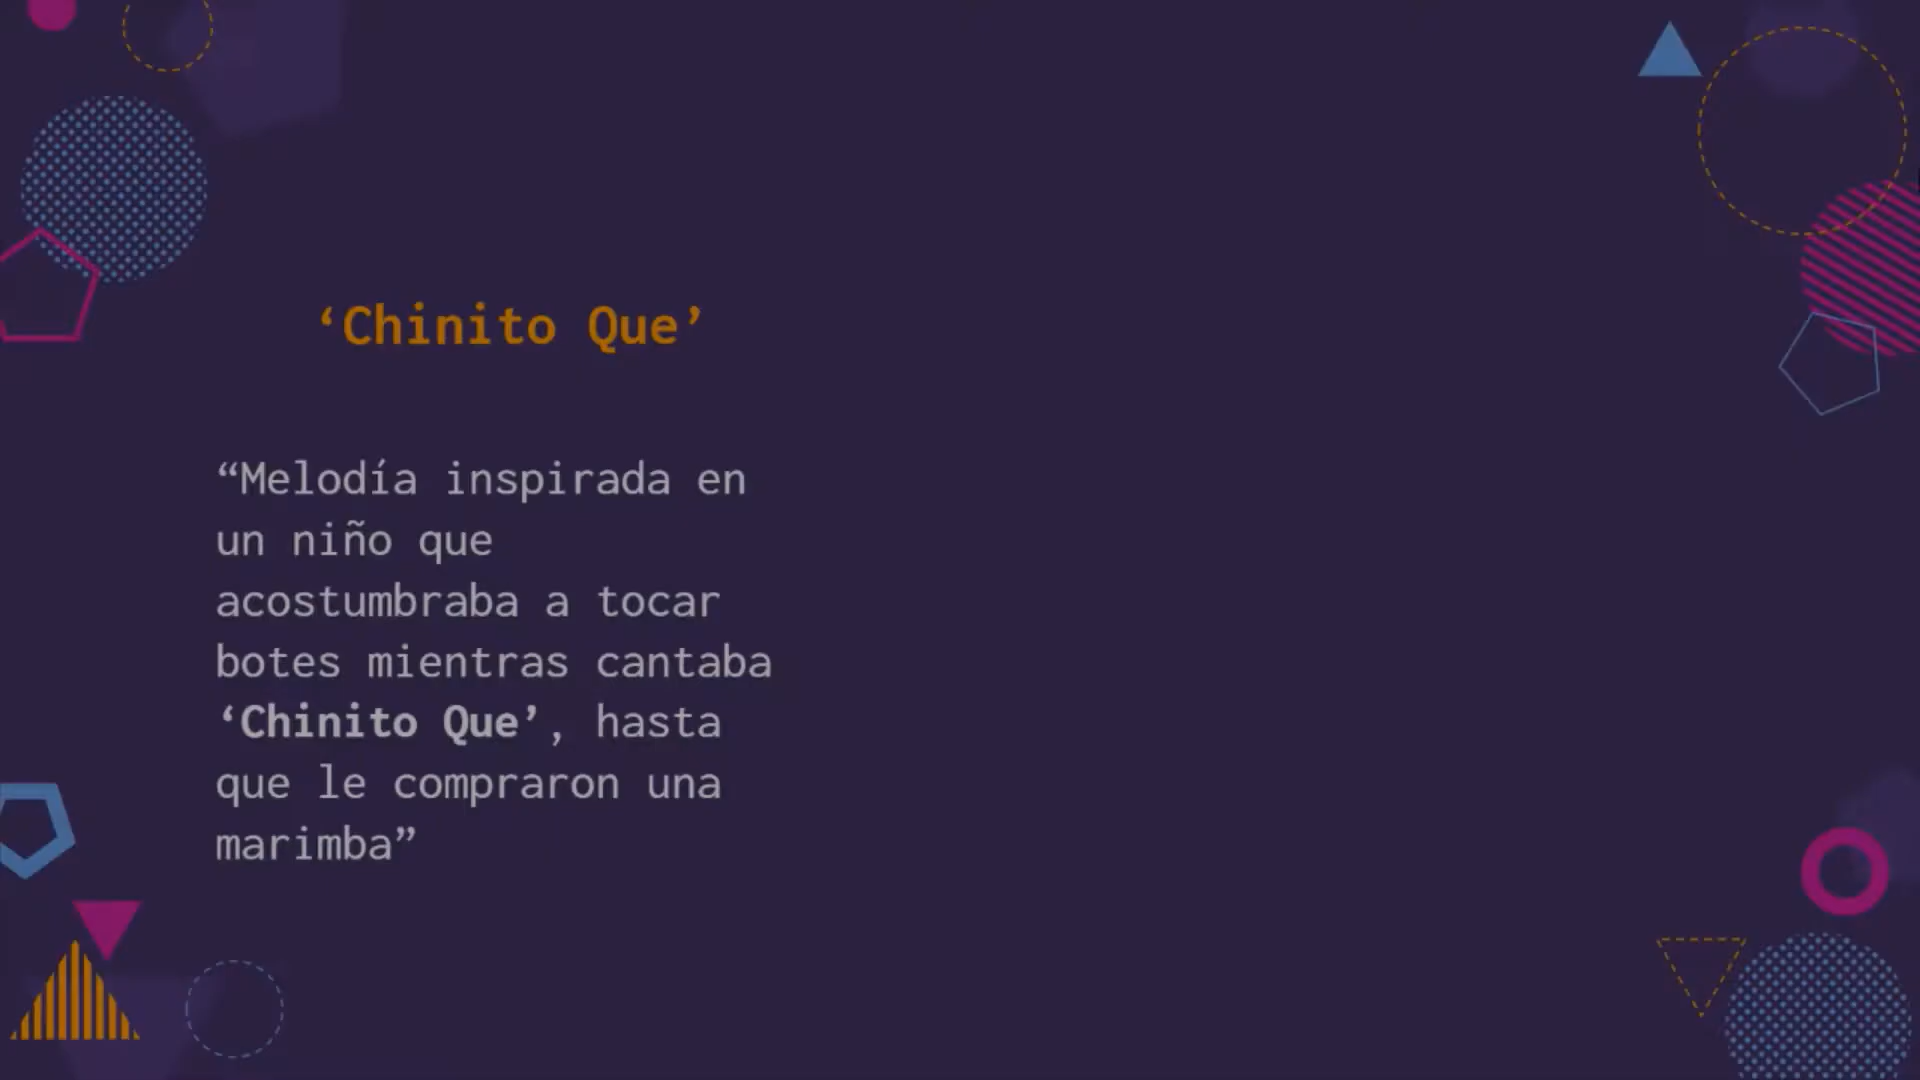 ‘Chinito Que’
“Melodía inspirada en
un niño que
acostumbraba a tocar
botes mientras cantaba
‘Chinito Que’, hasta
que le compraron una
marimba”